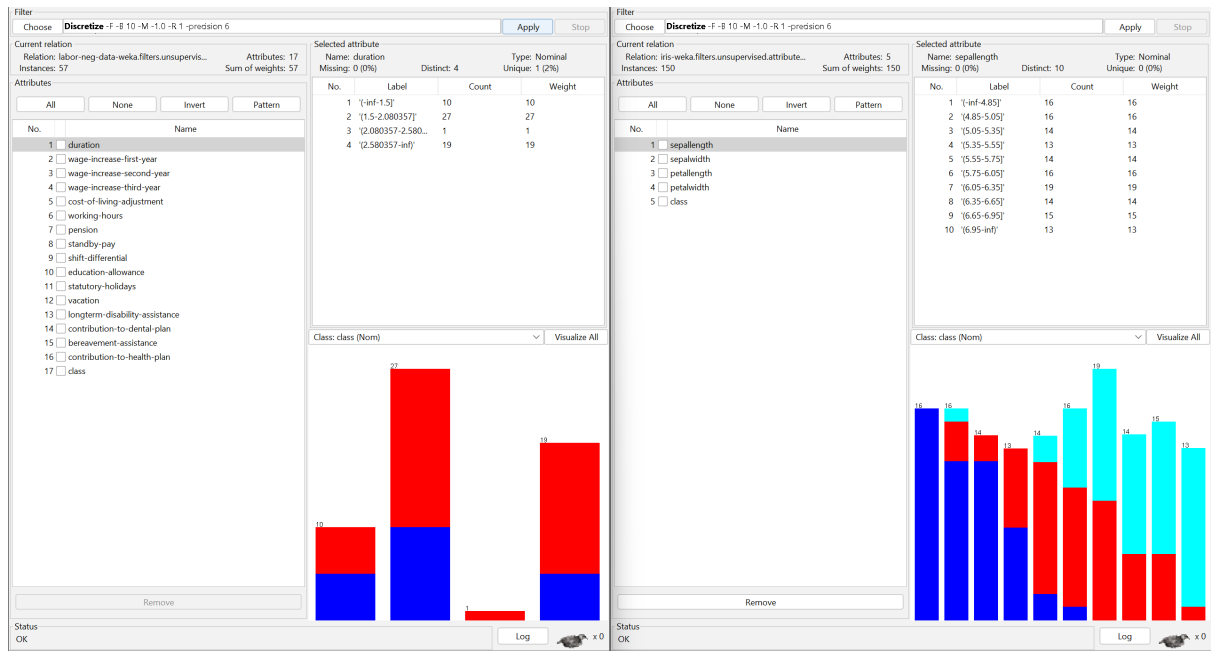 Filter
Choose Discretize -F -B 10 -M -1.0 -R 1 -precision 6 Apply Stop
Current relation
Relation: labor-neg-data-weka.filters.unsupervis... Attributes: 17
Instances: 57 Sum of weights: 57
Attributes
All None Invert Pattern
No. Name
1 duration
2 wage-increase-first-year
3 wage-increase-second-year
4 wage-increase-third-year
5 cost-of-living-adjustment
6 working-hours
7 pension
8 standby-pay
9 shift-differential
10 education-allowance
11 statutory-holidays
12 vacation
13 longterm-disability-assistance
14 contribution-to-dental-plan
15 bereavement-assistance
16 contribution-to-health-plan
17 class
Remove
Status
OK
Selected attribute
Name: duration Type: Nominal
Missing: 0 (0%) Distinct: 4 Unique: 1 (2%)
No. Label Count Weight
1 '(-inf-1.5]' 10 10
2 '(1.5-2.080357]' 27 27
3 '(2.080357-2.580... 1 1
4 '(2.580357-inf)' 19 19
Class: class (Nom) Visualize All
10 27 1 19
Log x 0
Filter
Choose Discretize -F -B 10 -M -1.0 -R 1 -precision 6 Apply Stop
Current relation
Relation: iris-weka.filters.unsupervised.attribute... Attributes: 5
Instances: 150 Sum of weights: 150
Attributes
All None Invert Pattern
No. Name
1 sepallength
2 sepalwidth
3 petallength
4 petalwidth
5 class
Remove
Status
OK
Selected attribute
Name: sepallength Type: Nominal
Missing: 0 (0%) Distinct: 10 Unique: 0 (0%)
No. Label Count Weight
1 '(-inf-4.85]' 16 16
2 '(4.85-5.05]' 16 16
3 '(5.05-5.35]' 14 14
4 '(5.35-5.55]' 13 13
5 '(5.55-5.75]' 14 14
6 '(5.75-6.05]' 16 16
7 '(6.05-6.35]' 19 19
8 '(6.35-6.65]' 14 14
9 '(6.65-6.95]' 15 15
10 '(6.95-inf)' 13 13
Class: class (Nom) Visualize All
16 16 14 13 14 16 19 14 15 13
Log x 0